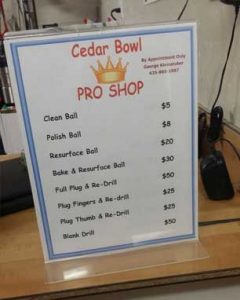 Cedar Bowl
By Appointment Only
PRO SHOP
Clean Ball $5
Polish Ball $8
Resurface Ball $20
Bake & Resurface Ball $30
Full Plug & Re-Drill $50
Plug Fingers & Re-drill $25
Plug Thumb & Re-Drill $25
Blank Drill $50